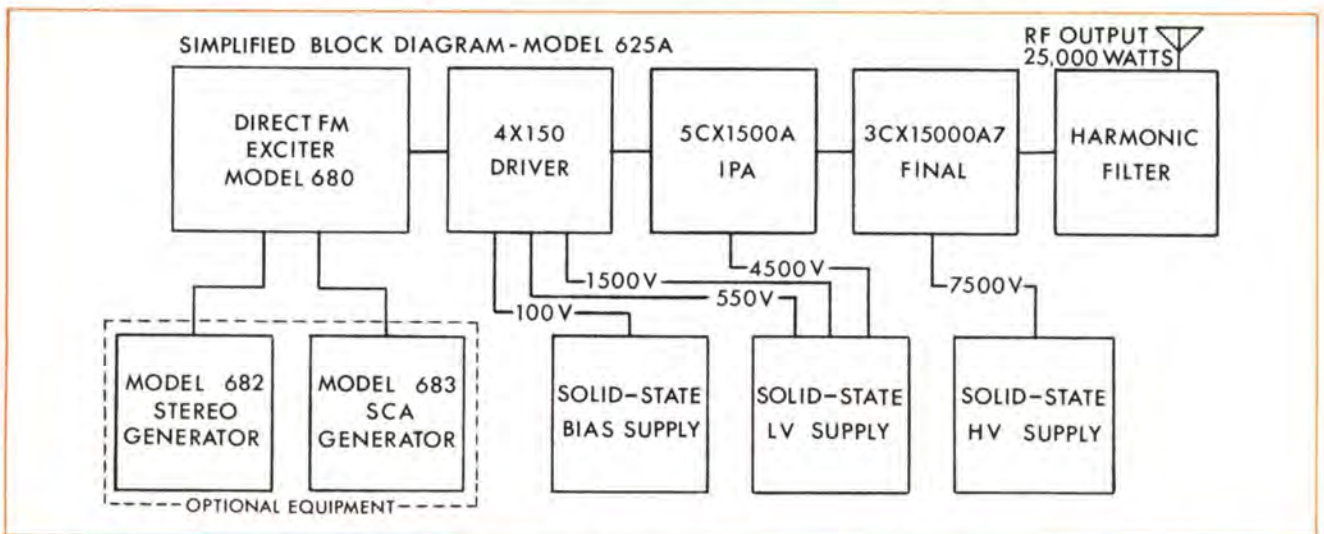 SIMPLIFIED BLOCK DIAGRAM-MODEL 625A
RF OUTPUT
25,000 WATTS
DIRECT FM
EXCITER
MODEL 680
4X150
DRIVER
5CX1500A
IPA
3CX15000A7
FINAL
HARMONIC
FILTER
1500V
4500V
7500V
550V
100V
MODEL 682
STEREO
GENERATOR
MODEL 683
SCA
GENERATOR
SOLID-STATE
BIAS SUPPLY
SOLID-STATE
LV SUPPLY
SOLID-STATE
HV SUPPLY
OPTIONAL EQUIPMENT